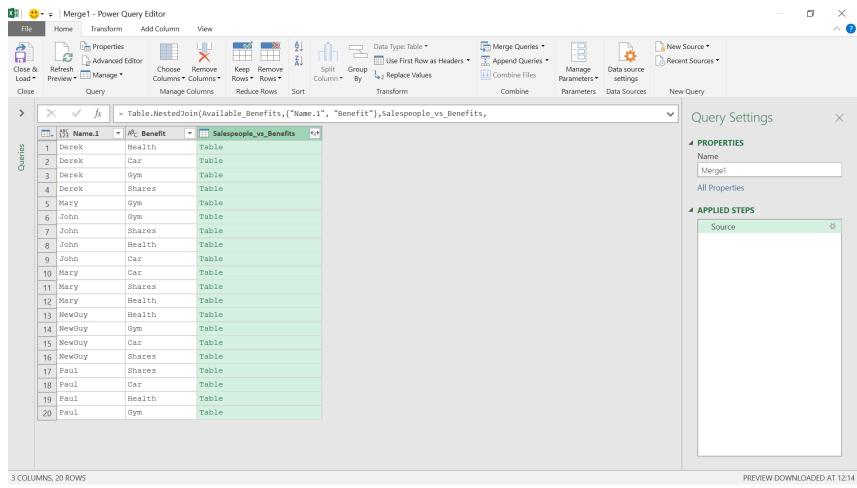 Merge1 - Power Query Editor
File Home Transform Add Column View
Close & Load
Close
Refresh Preview
Properties
Advanced Editor
Manage
Query
Choose Columns
Remove Columns
Manage Columns
Keep Rows
Remove Rows
Reduce Rows
Sort
Split Column
Group By
Data Type: Table
Use First Row as Headers
Replace Values
Transform
Merge Queries
Append Queries
Combine Files
Combine
Manage Parameters
Parameters
Data source settings
Data Sources
New Source
Recent Sources
New Query
fx = Table.NestedJoin(Available_Benefits,{"Name.1", "Benefit"},Salespeople_vs_Benefits,
Queries
ABC 123 Name.1 ABC Benefit Salespeople_vs_Benefits
1 Derek Health Table
2 Derek Car Table
3 Derek Gym Table
4 Derek Shares Table
5 Mary Gym Table
6 John Gym Table
7 John Shares Table
8 John Health Table
9 John Car Table
10 Mary Car Table
11 Mary Shares Table
12 Mary Health Table
13 NewGuy Health Table
14 NewGuy Gym Table
15 NewGuy Car Table
16 NewGuy Shares Table
17 Paul Shares Table
18 Paul Car Table
19 Paul Health Table
20 Paul Gym Table
Query Settings
PROPERTIES
Name
Merge1
All Properties
APPLIED STEPS
Source
3 COLUMNS, 20 ROWS
PREVIEW DOWNLOADED AT 12:14